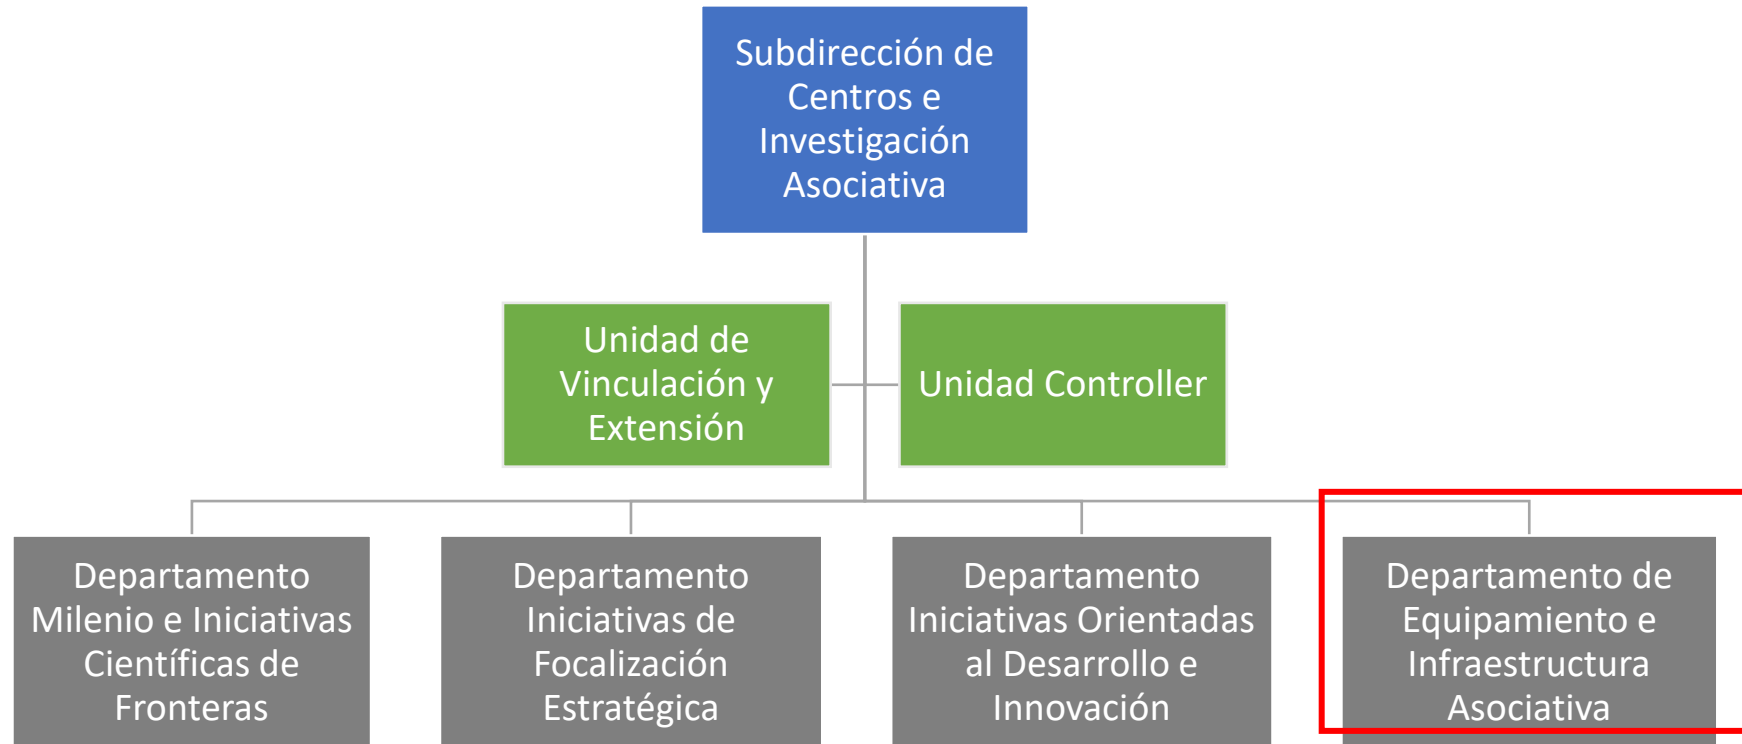 Subdirección de
Centros e
Investigación
Asociativa
Unidad de
Vinculación y
Extensión
Unidad Controller
Departamento
Milenio e Iniciativas
Científicas de
Fronteras
Departamento
Iniciativas de
Focalización
Estratégica
Departamento
Iniciativas Orientadas
al Desarrollo e
Innovación
Departamento de
Equipamiento e
Infraestructura
Asociativa